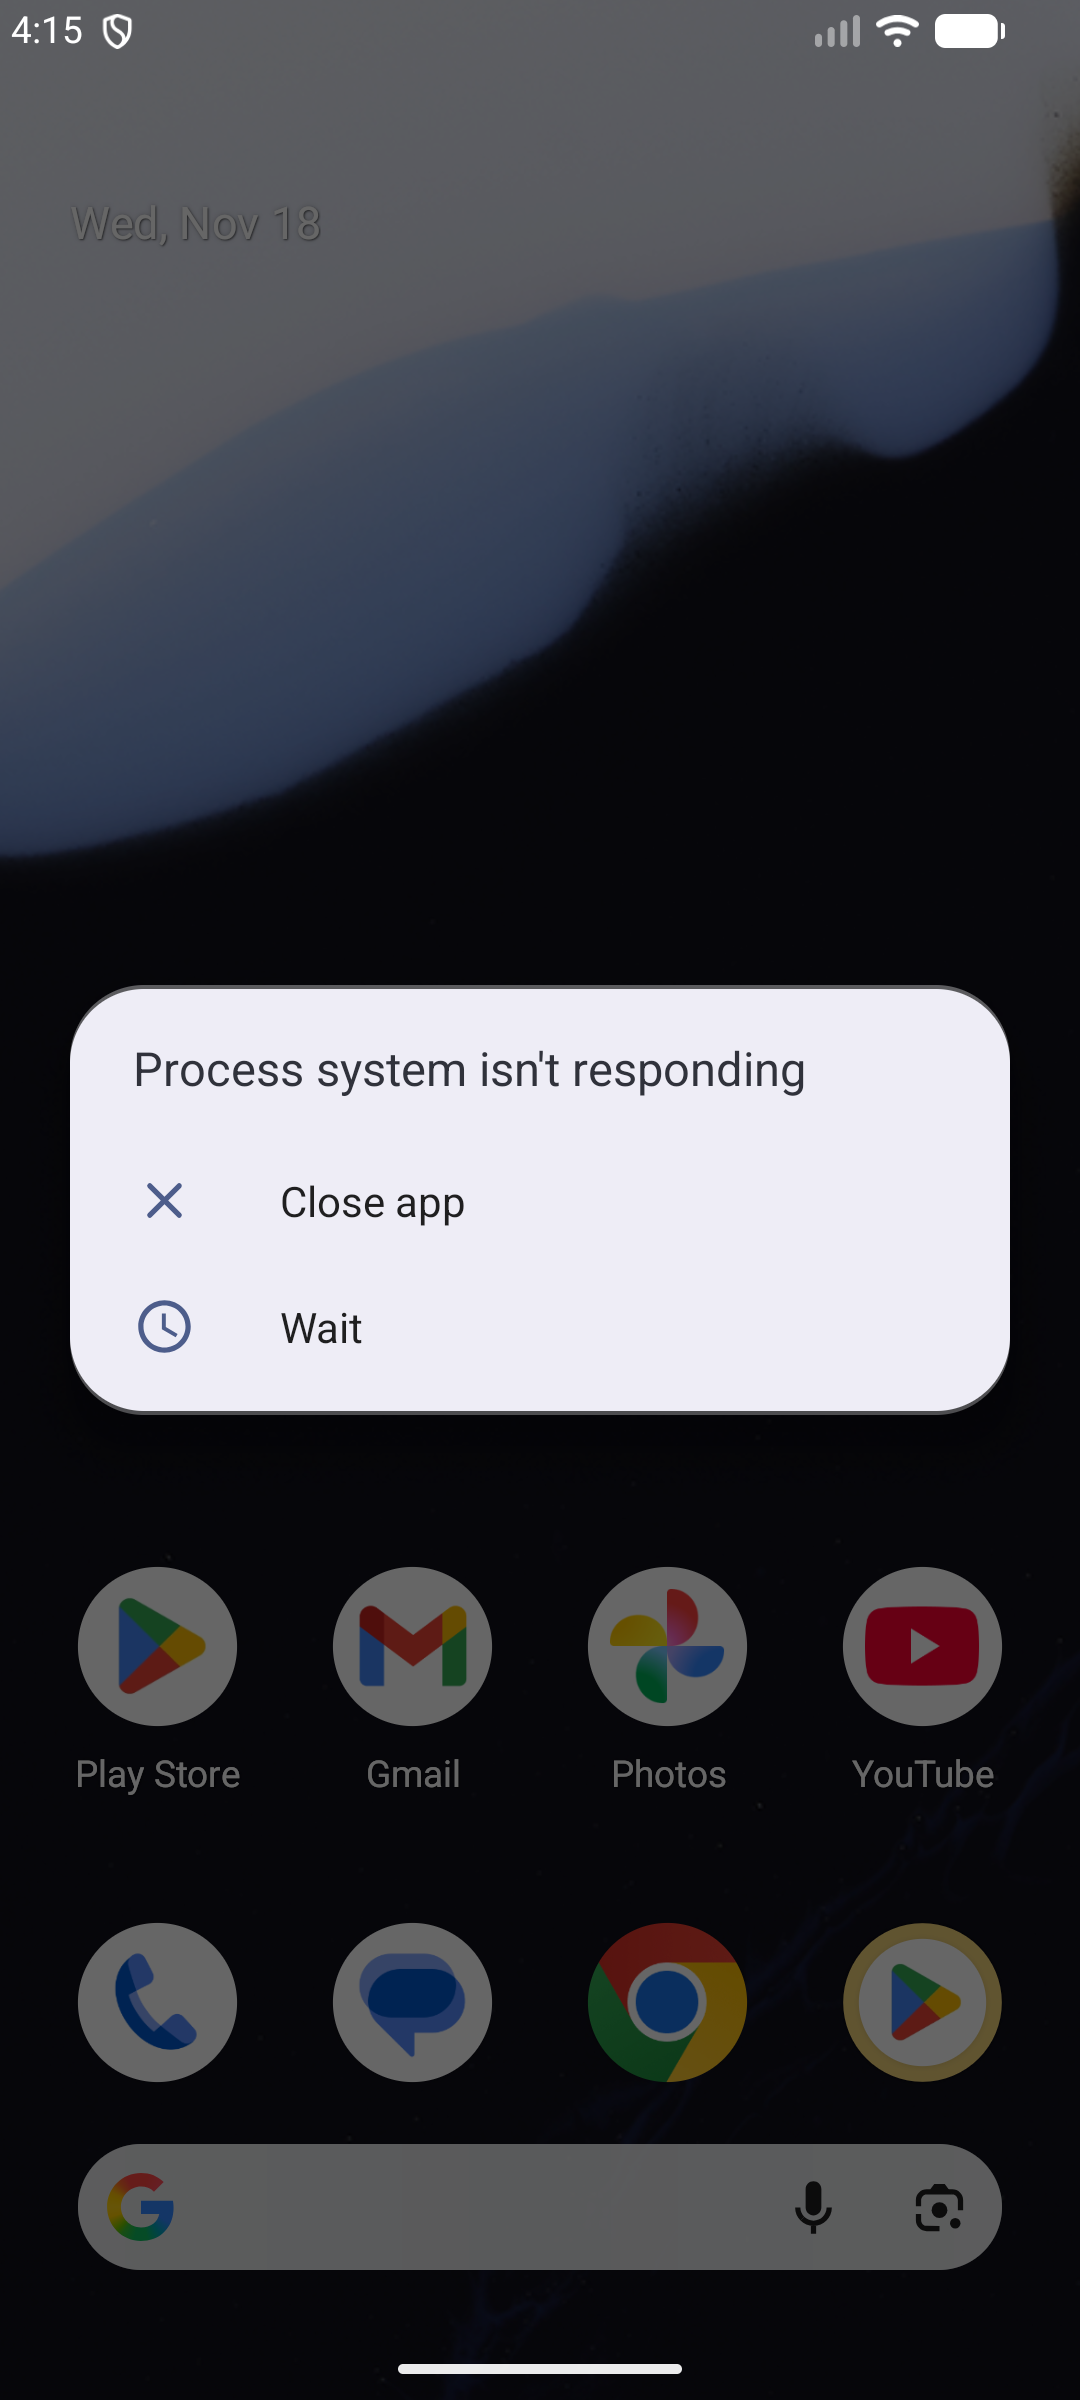 4:15
Wed, Nov 18
Process system isn't responding
Close app
Wait
Play Store
Gmail
Photos
YouTube